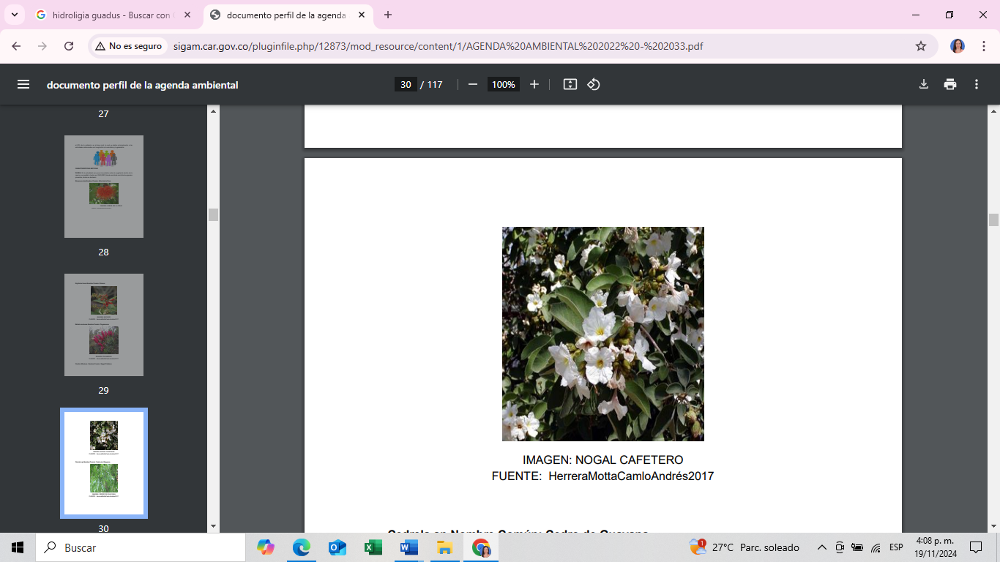 hidroligia guadus - Buscar con
documento perfil de la agenda
No es seguro
sigam.car.gov.co/pluginfile.php/12873/mod_resource/content/1/AGENDA%20AMBIENTAL%202022%20-%202033.pdf
documento perfil de la agenda ambiental
30 / 117
100%
27
28
29
30
IMAGEN: NOGAL CAFETERO
FUENTE: HerreraMottaCamloAndrés2017
Buscar
1
27°C Parc. soleado
ESP
4:08 p. m.
19/11/2024